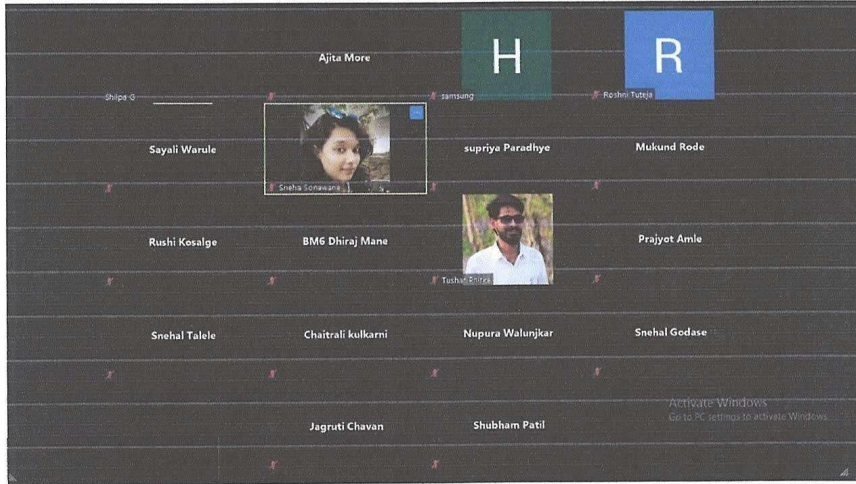 Ajita More
H
R
Shilpa G
samsung
Roshni Tuteja
Sayali Warule
supriya Paradhye
Mukund Rode
Sneha Sonawane
Rushi Kosalge
BM6 Dhiraj Mane
Prajyot Amle
Tushar
Snehal Talele
Chaitrali kulkarni
Nupura Walunjkar
Snehal Godase
Activate Windows
Go to PC settings to activate Windows.
Jagruti Chavan
Shubham Patil